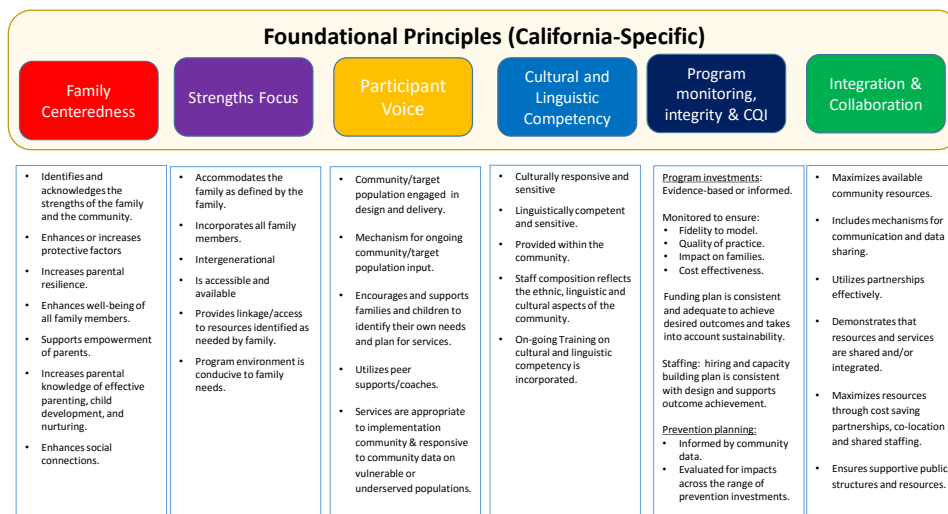 Foundational Principles (California-Specific)
Family
Centeredness
Strengths Focus
Participant
Voice
Cultural and
Linguistic
Competency
Program
monitoring,
integrity & CQI
Integration &
Collaboration
• Identifies and
acknowledges the
strengths of the family
and the community.
• Enhances or increases
protective factors
• Increases parental
resilience.
• Enhances well-being of
all family members.
• Supports empowerment
of parents.
• Increases parental
knowledge of effective
parenting, child
development, and
nurturing.
• Enhances social
connections.
• Accommodates the
family as defined by the
family.
• Incorporates all family
members.
• Intergenerational
• Is accessible and
available
• Provides linkage/access
to resources identified as
needed by family.
• Program environment is
conducive to family
needs.
• Community/target
population engaged in
design and delivery.
• Mechanism for ongoing
community/target
population input.
• Encourages and supports
families and children to
identify their own needs
and plan for services.
• Utilizes peer
supports/coaches.
• Services are appropriate
to implementation
community & responsive
to community data on
vulnerable or
underserved populations.
• Culturally responsive and
sensitive
• Linguistically competent
and sensitive.
• Provided within the
community.
• Staff composition reflects
the ethnic, linguistic and
cultural aspects of the
community.
• On-going Training on
cultural and linguistic
competency is
incorporated.
Program investments:
Evidence-based or informed.
Monitored to ensure:
• Fidelity to model.
• Quality of practice.
• Impact on families.
• Cost effectiveness.
Funding plan is consistent
and adequate to achieve
desired outcomes and takes
into account sustainability.
Staffing: hiring and capacity
building plan is consistent
with design and supports
outcome achievement.
Prevention planning:
• Informed by community
data.
• Evaluated for impacts
across the range of
prevention investments.
• Maximizes available
community resources.
• Includes mechanisms for
communication and data
sharing.
• Utilizes partnerships
effectively.
• Demonstrates that
resources and services
are shared and/or
integrated.
• Maximizes resources
through cost saving
partnerships, co-location
and shared staffing.
• Ensures supportive public
structures and resources.